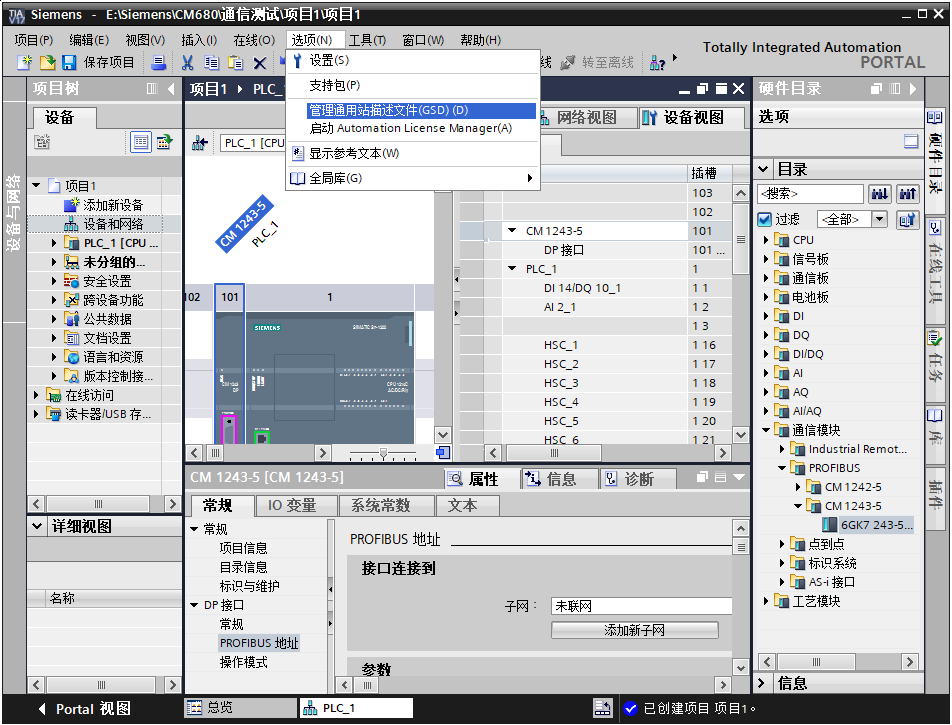 Siemens - E:\Siemens\CM680\通信测试\项目1\项目1
项目(P) 编辑(E) 视图(V) 插入(I) 在线(O) 选项(N) 工具(T) 窗口(W) 帮助(H)
Totally Integrated Automation
PORTAL
保存项目
线 转至离线
设置(S)
支持包(P)
管理通用站描述文件(GSD) (D)
启动 Automation License Manager(A)
显示参考文本(W)
全局库(G)
项目树
设备
设备与网络
项目1
添加新设备
设备和网络
PLC_1 [CPU ...
未分组的...
安全设置
跨设备功能
公共数据
文档设置
语言和资源
版本控制接...
在线访问
读卡器/USB 存...
详细视图
名称
项目1 PLC_
网络视图 设备视图
PLC_1 [CPU
CM 1243-5
PLC_1
102 101 1
SIEMENS
插槽
103
102
CM 1243-5 101
DP 接口 101 ...
PLC_1 1
DI 14/DQ 10_1 1 1
AI 2_1 1 2
1 3
HSC_1 1 16
HSC_2 1 17
HSC_3 1 18
HSC_4 1 19
HSC_5 1 20
HSC_6 1 21
CM 1243-5 [CM 1243-5]
属性 信息 诊断
常规 IO 变量 系统常数 文本
常规
项目信息
目录信息
标识与维护
DP 接口
常规
PROFIBUS 地址
操作模式
PROFIBUS 地址
接口连接到
子网: 未联网
添加新子网
参数
硬件目录
选项
目录
<搜索>
过滤 <全部>
CPU
信号板
通信板
电池板
DI
DQ
DI/DQ
AI
AQ
AI/AQ
通信模块
Industrial Remot...
PROFIBUS
CM 1242-5
CM 1243-5
6GK7 243-5...
点到点
标识系统
AS-i 接口
工艺模块
信息
硬件目录
在线工具
任务
库
插件
Portal 视图
总览
PLC_1
已创建项目 项目1。